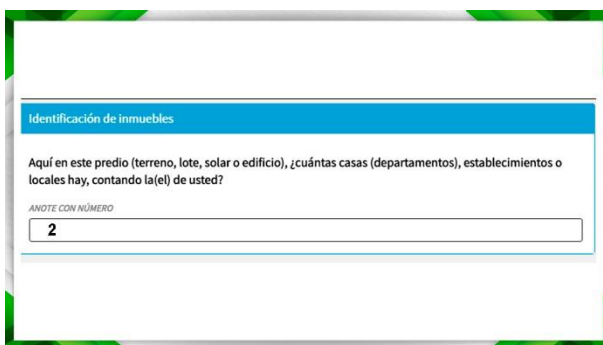 Identificación de inmuebles
Aquí en este predio (terreno, lote, solar o edificio), ¿cuántas casas (departamentos), establecimientos o
locales hay, contando la(el) de usted?
ANOTE CON NÚMERO
2